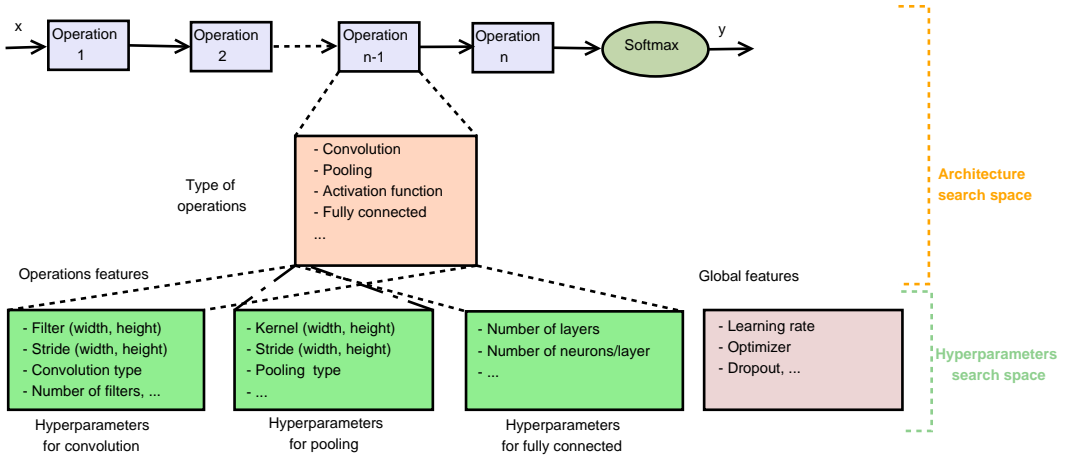 x
Operation
1
Operation
2
Operation
n-1
Operation
n
Softmax
y
- Convolution
- Pooling
- Activation function
- Fully connected
...
Type of
operations
Architecture
search space
Operations features
Global features
- Filter (width, height)
- Stride (width, height)
- Convolution type
- Number of filters, ...
- Kernel (width, height)
- Stride (width, height)
- Pooling type
- ...
- Number of layers
- Number of neurons/layer
- ...
- Learning rate
- Optimizer
- Dropout, ...
Hyperparameters
search space
Hyperparameters
for convolution
Hyperparameters
for pooling
Hyperparameters
for fully connected